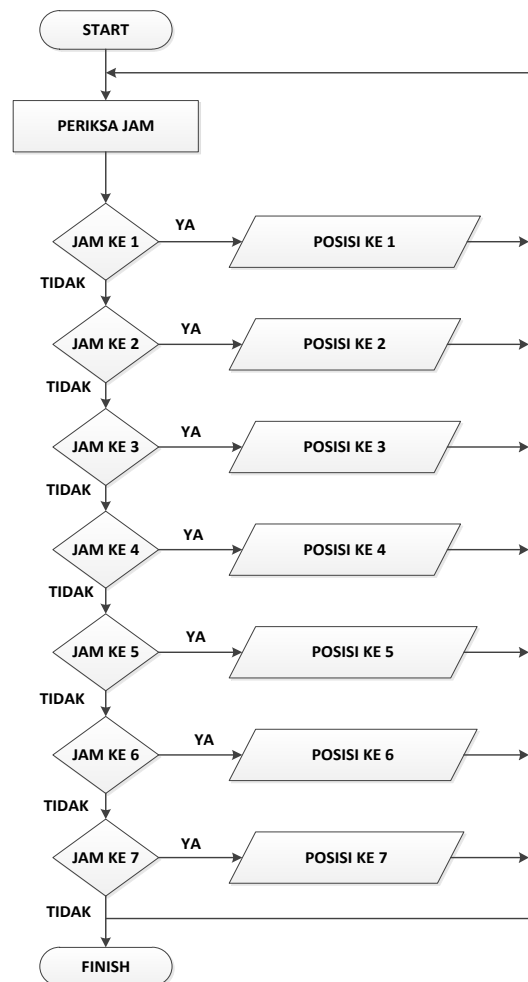 START
PERIKSA JAM
JAM KE 1
YA
POSISI KE 1
TIDAK
JAM KE 2
YA
POSISI KE 2
TIDAK
JAM KE 3
YA
POSISI KE 3
TIDAK
JAM KE 4
YA
POSISI KE 4
TIDAK
JAM KE 5
YA
POSISI KE 5
TIDAK
JAM KE 6
YA
POSISI KE 6
TIDAK
JAM KE 7
YA
POSISI KE 7
TIDAK
FINISH